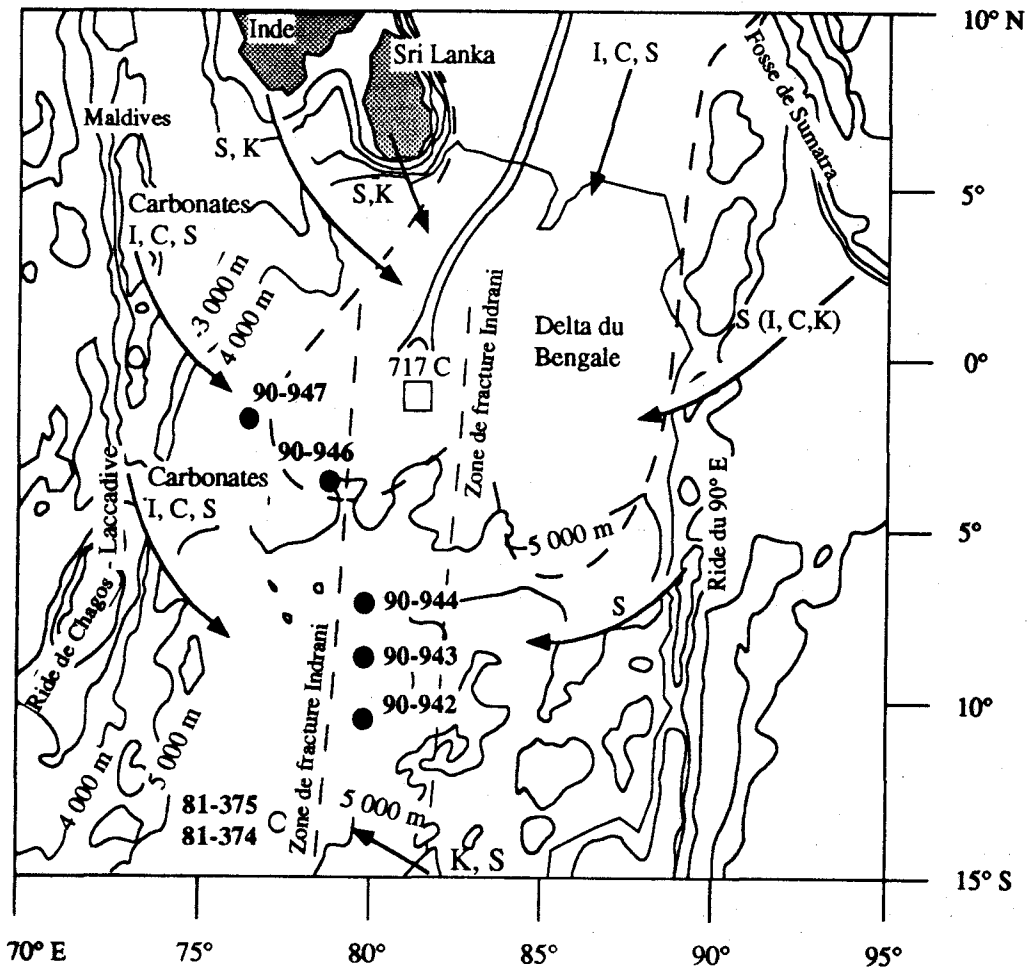 10° N
Inde
Sri Lanka
I, C, S
Fosse de Sumatra
Maldives
S, K
S,K
5°
Carbonates
I, C, S
-3 000 m
4 000 m
Zone de fracture Indrani
Delta du
Bengale
S (I, C,K)
717 C
0°
90-947
90-946
Carbonates
I, C, S
Ride de Chagos - Laccadive
5 000 m
Ride du 90° E
5°
90-944
S
90-943
90-942
10°
Zone de fracture Indrani
4 000 m
5 000 m
81-375
81-374
C
5 000 m
K, S
15° S
70° E
75°
80°
85°
90°
95°